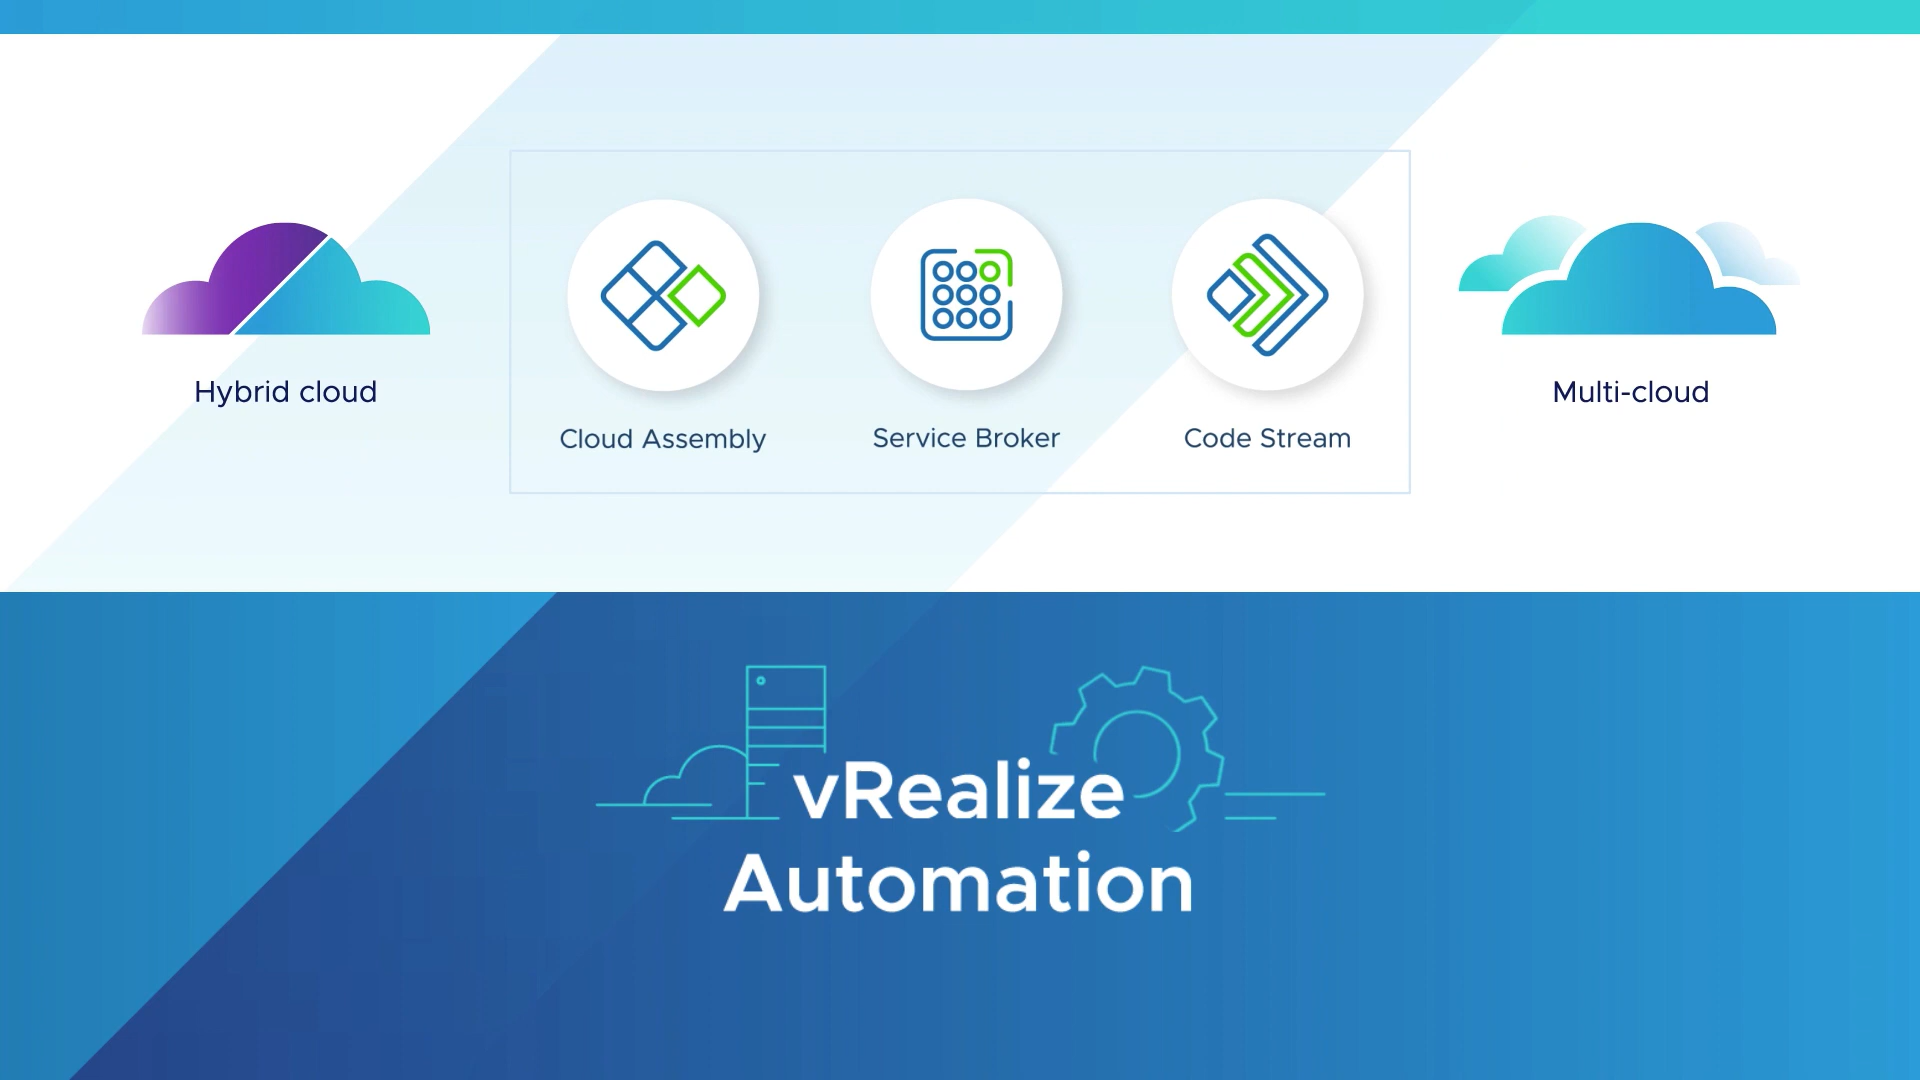 Hybrid cloud
Cloud Assembly
Service Broker
Code Stream
Multi-cloud
vRealize
Automation